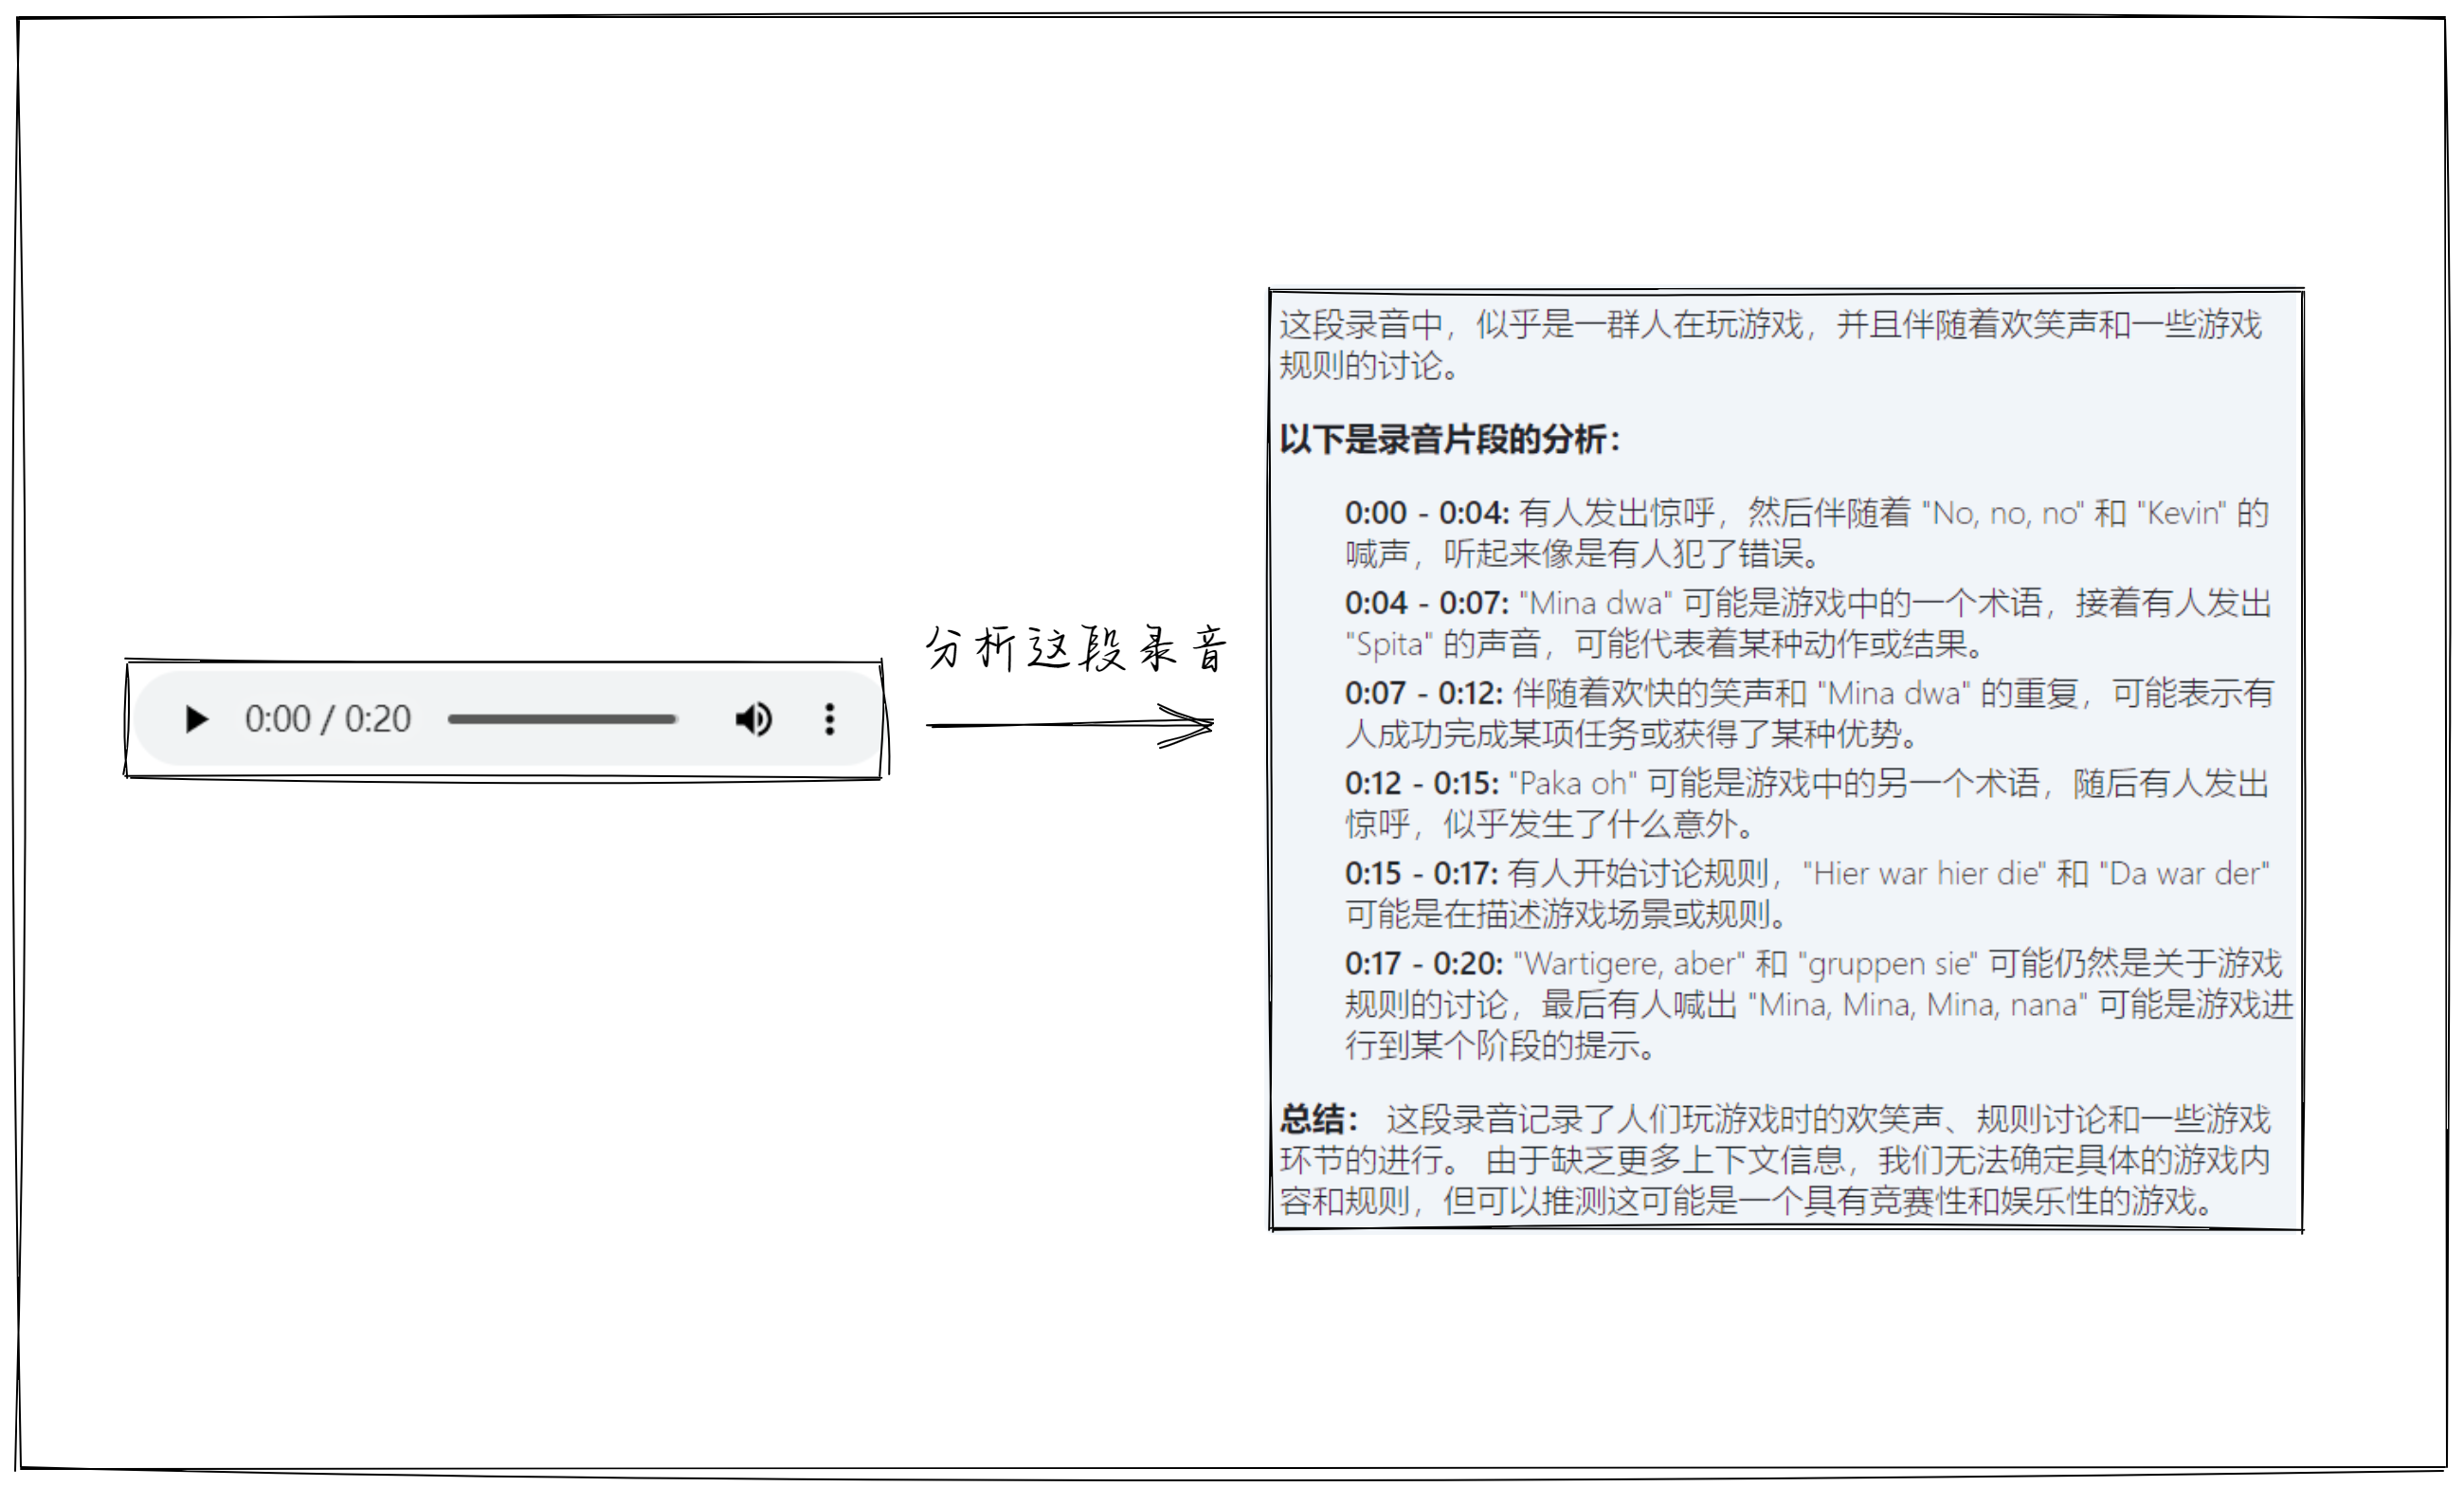 0:00 / 0:20
分析这段录音
这段录音中，似乎是一群人在玩游戏，并且伴随着欢笑声和一些游戏
规则的讨论。
以下是录音片段的分析：
0:00 - 0:04: 有人发出惊呼，然后伴随着 "No, no, no" 和 "Kevin" 的
喊声，听起来像是有人犯了错误。
0:04 - 0:07: "Mina dwa" 可能是游戏中的一个术语，接着有人发出
"Spita" 的声音，可能代表着某种动作或结果。
0:07 - 0:12: 伴随着欢快的笑声和 "Mina dwa" 的重复，可能表示有
人成功完成某项任务或获得了某种优势。
0:12 - 0:15: "Paka oh" 可能是游戏中的另一个术语，随后有人发出
惊呼，似乎发生了什么意外。
0:15 - 0:17: 有人开始讨论规则，"Hier war hier die" 和 "Da war der"
可能是在描述游戏场景或规则。
0:17 - 0:20: "Wartigere, aber" 和 "gruppen sie" 可能仍然是关于游戏
规则的讨论，最后有人喊出 "Mina, Mina, Mina, nana" 可能是游戏进
行到某个阶段的提示。
总结： 这段录音记录了人们玩游戏时的欢笑声、规则讨论和一些游戏
环节的进行。 由于缺乏更多上下文信息，我们无法确定具体的游戏内
容和规则，但可以推测这可能是一个具有竞赛性和娱乐性的游戏。